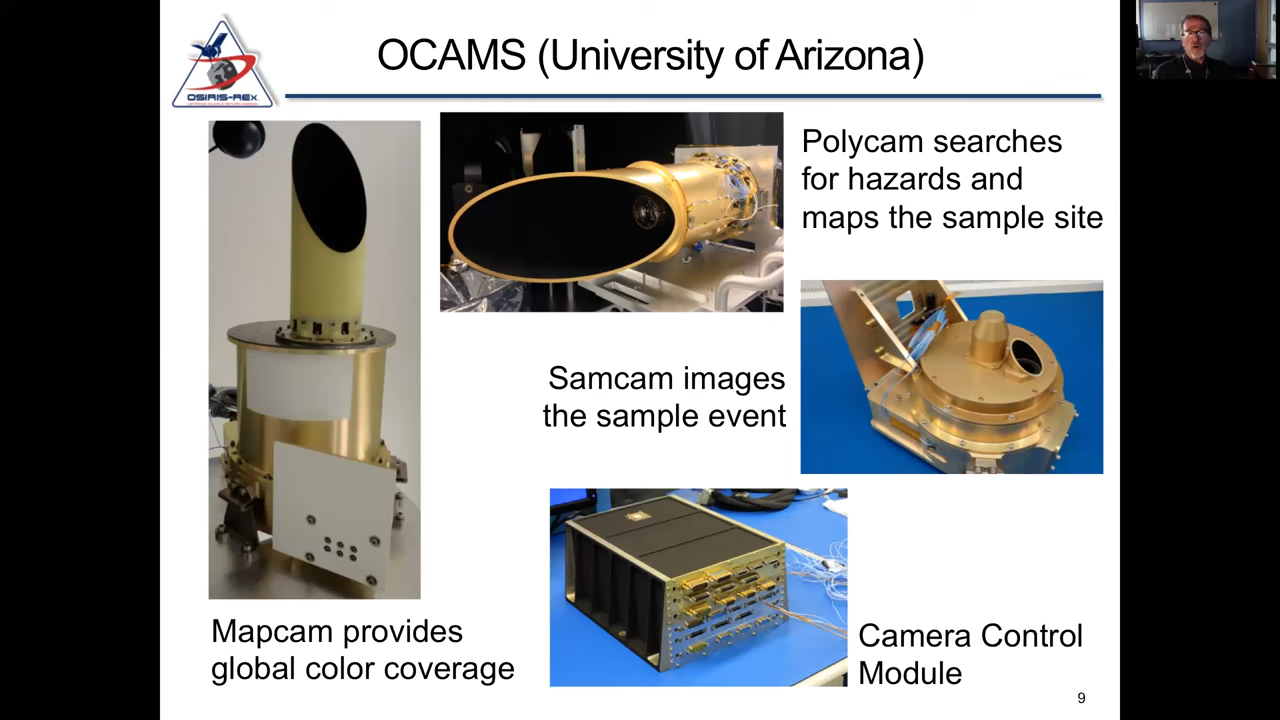 OCAMS (University of Arizona)
OSIRIS-REx
Polycam searches
for hazards and
maps the sample site
Samcam images
the sample event
Mapcam provides
global color coverage
Camera Control
Module
9